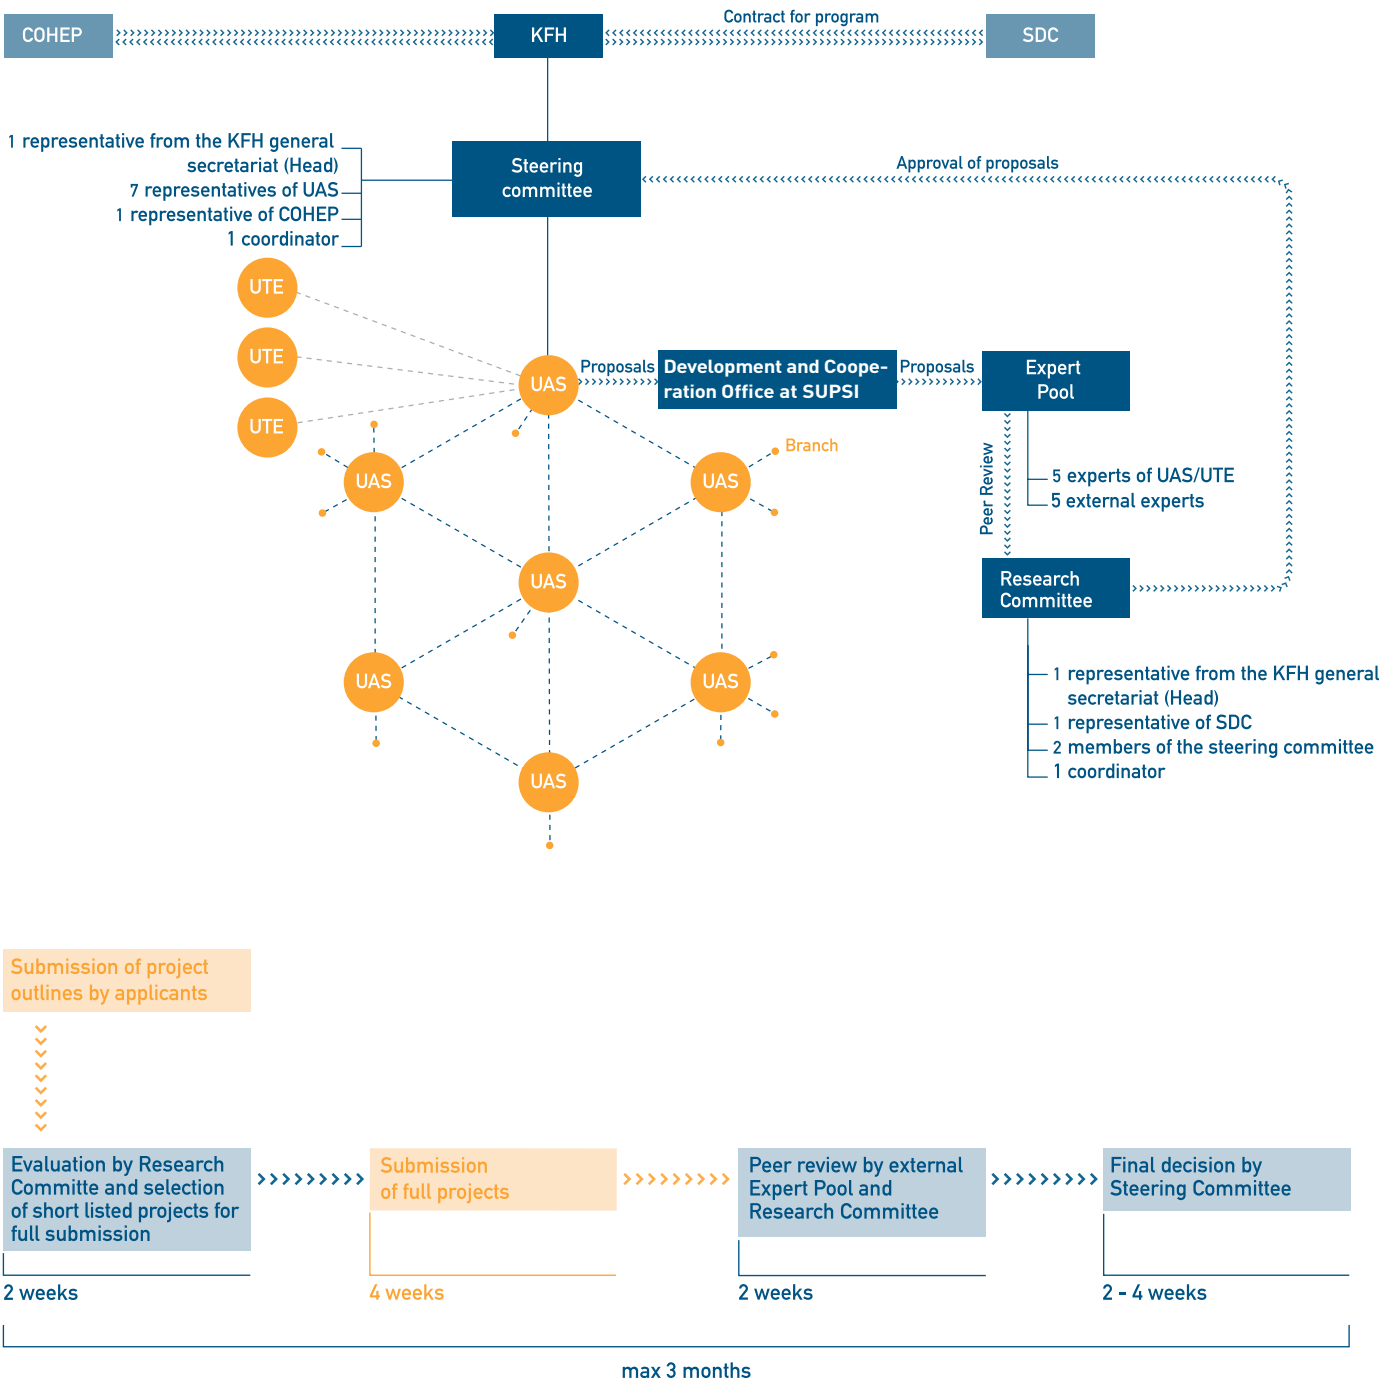 COHEP
KFH
Contract for program
SDC
1 representative from the KFH general
secretariat (Head)
7 representatives of UAS
1 representative of COHEP
1 coordinator
Steering
committee
Approval of proposals
UTE
UTE
UTE
UAS
Proposals
Development and Coope-
ration Office at SUPSI
Proposals
Expert
Pool
Peer Review
5 experts of UAS/UTE
5 external experts
Branch
UAS
UAS
UAS
UAS
UAS
UAS
Research
Committee
1 representative from the KFH general
secretariat (Head)
1 representative of SDC
2 members of the steering committee
1 coordinator
Submission of project
outlines by applicants
Evaluation by Research
Committe and selection
of short listed projects for
full submission
2 weeks
Submission
of full projects
4 weeks
Peer review by external
Expert Pool and
Research Committee
2 weeks
Final decision by
Steering Committee
2 - 4 weeks
max 3 months